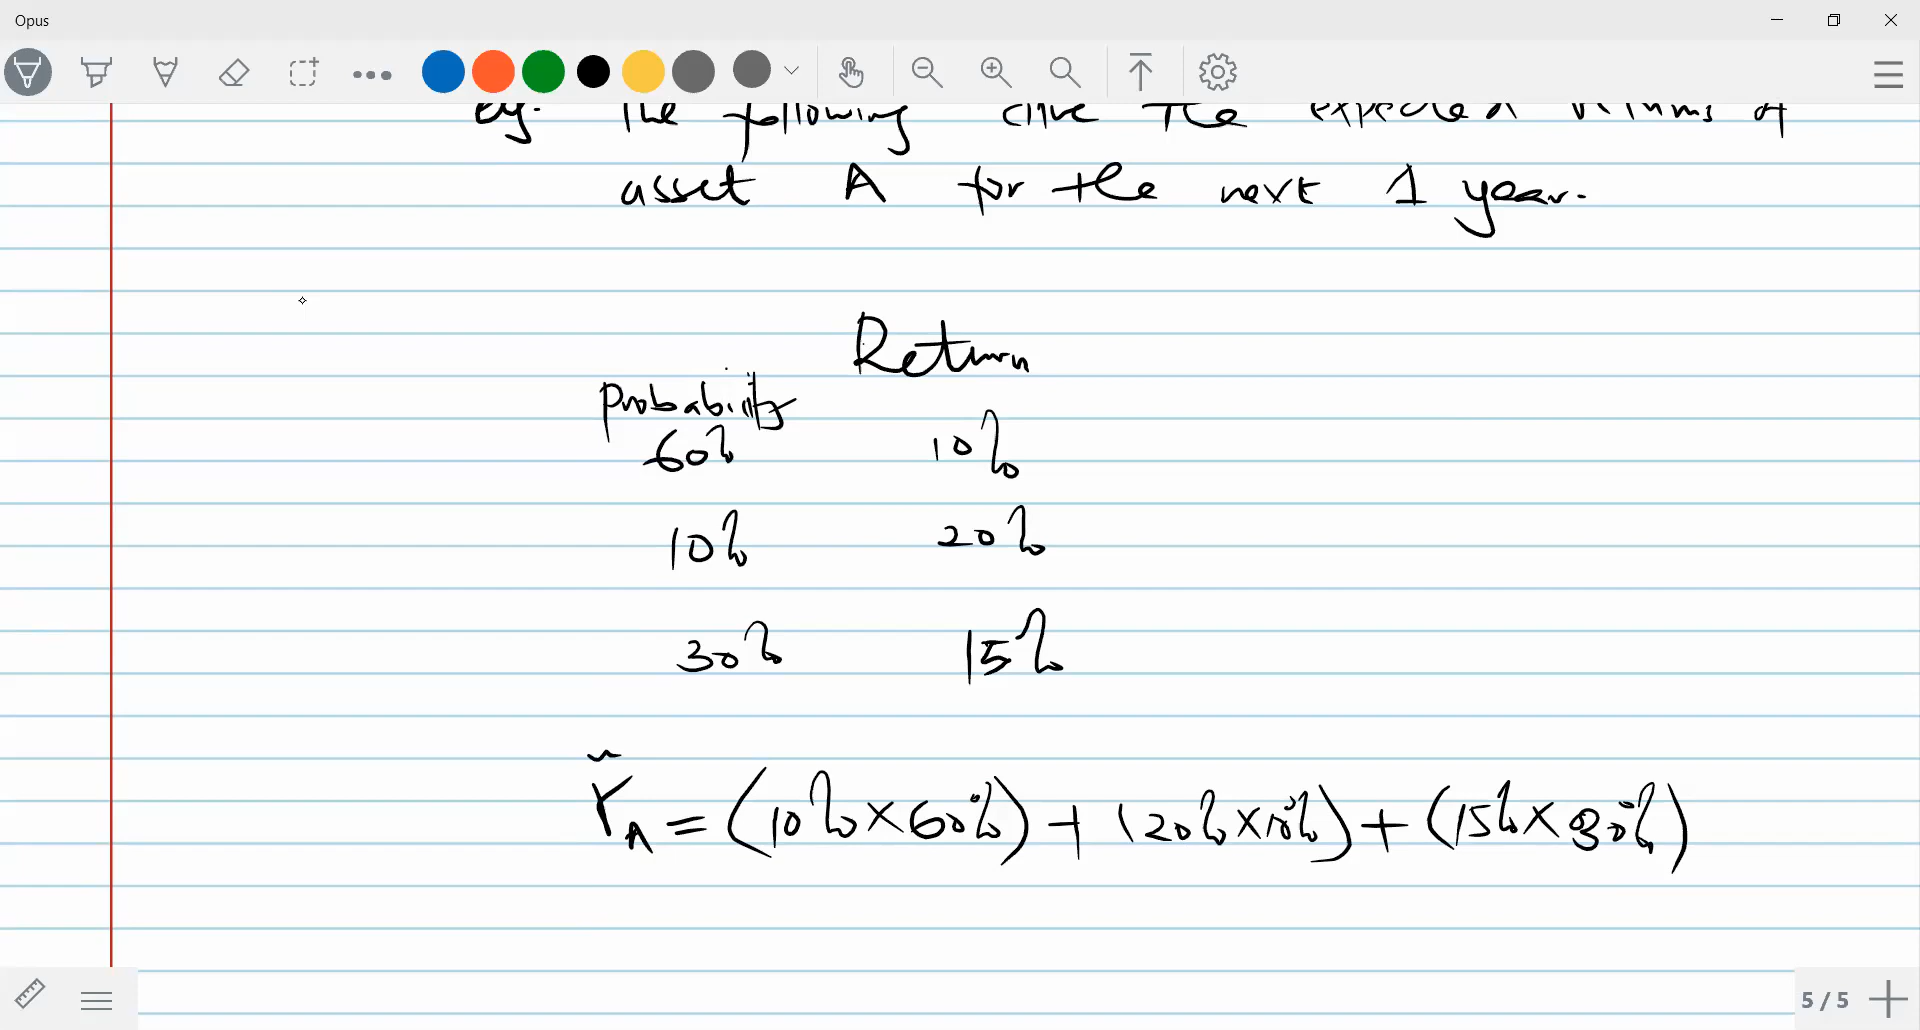 Opus
eg. The following are the expected returns of
asset A for the next 1 year.
Return
Probability
60% 10%
10% 20%
30% 15%
r̃A = (10% × 60%) + (20% × 10%) + (15% × 30%)
5 / 5